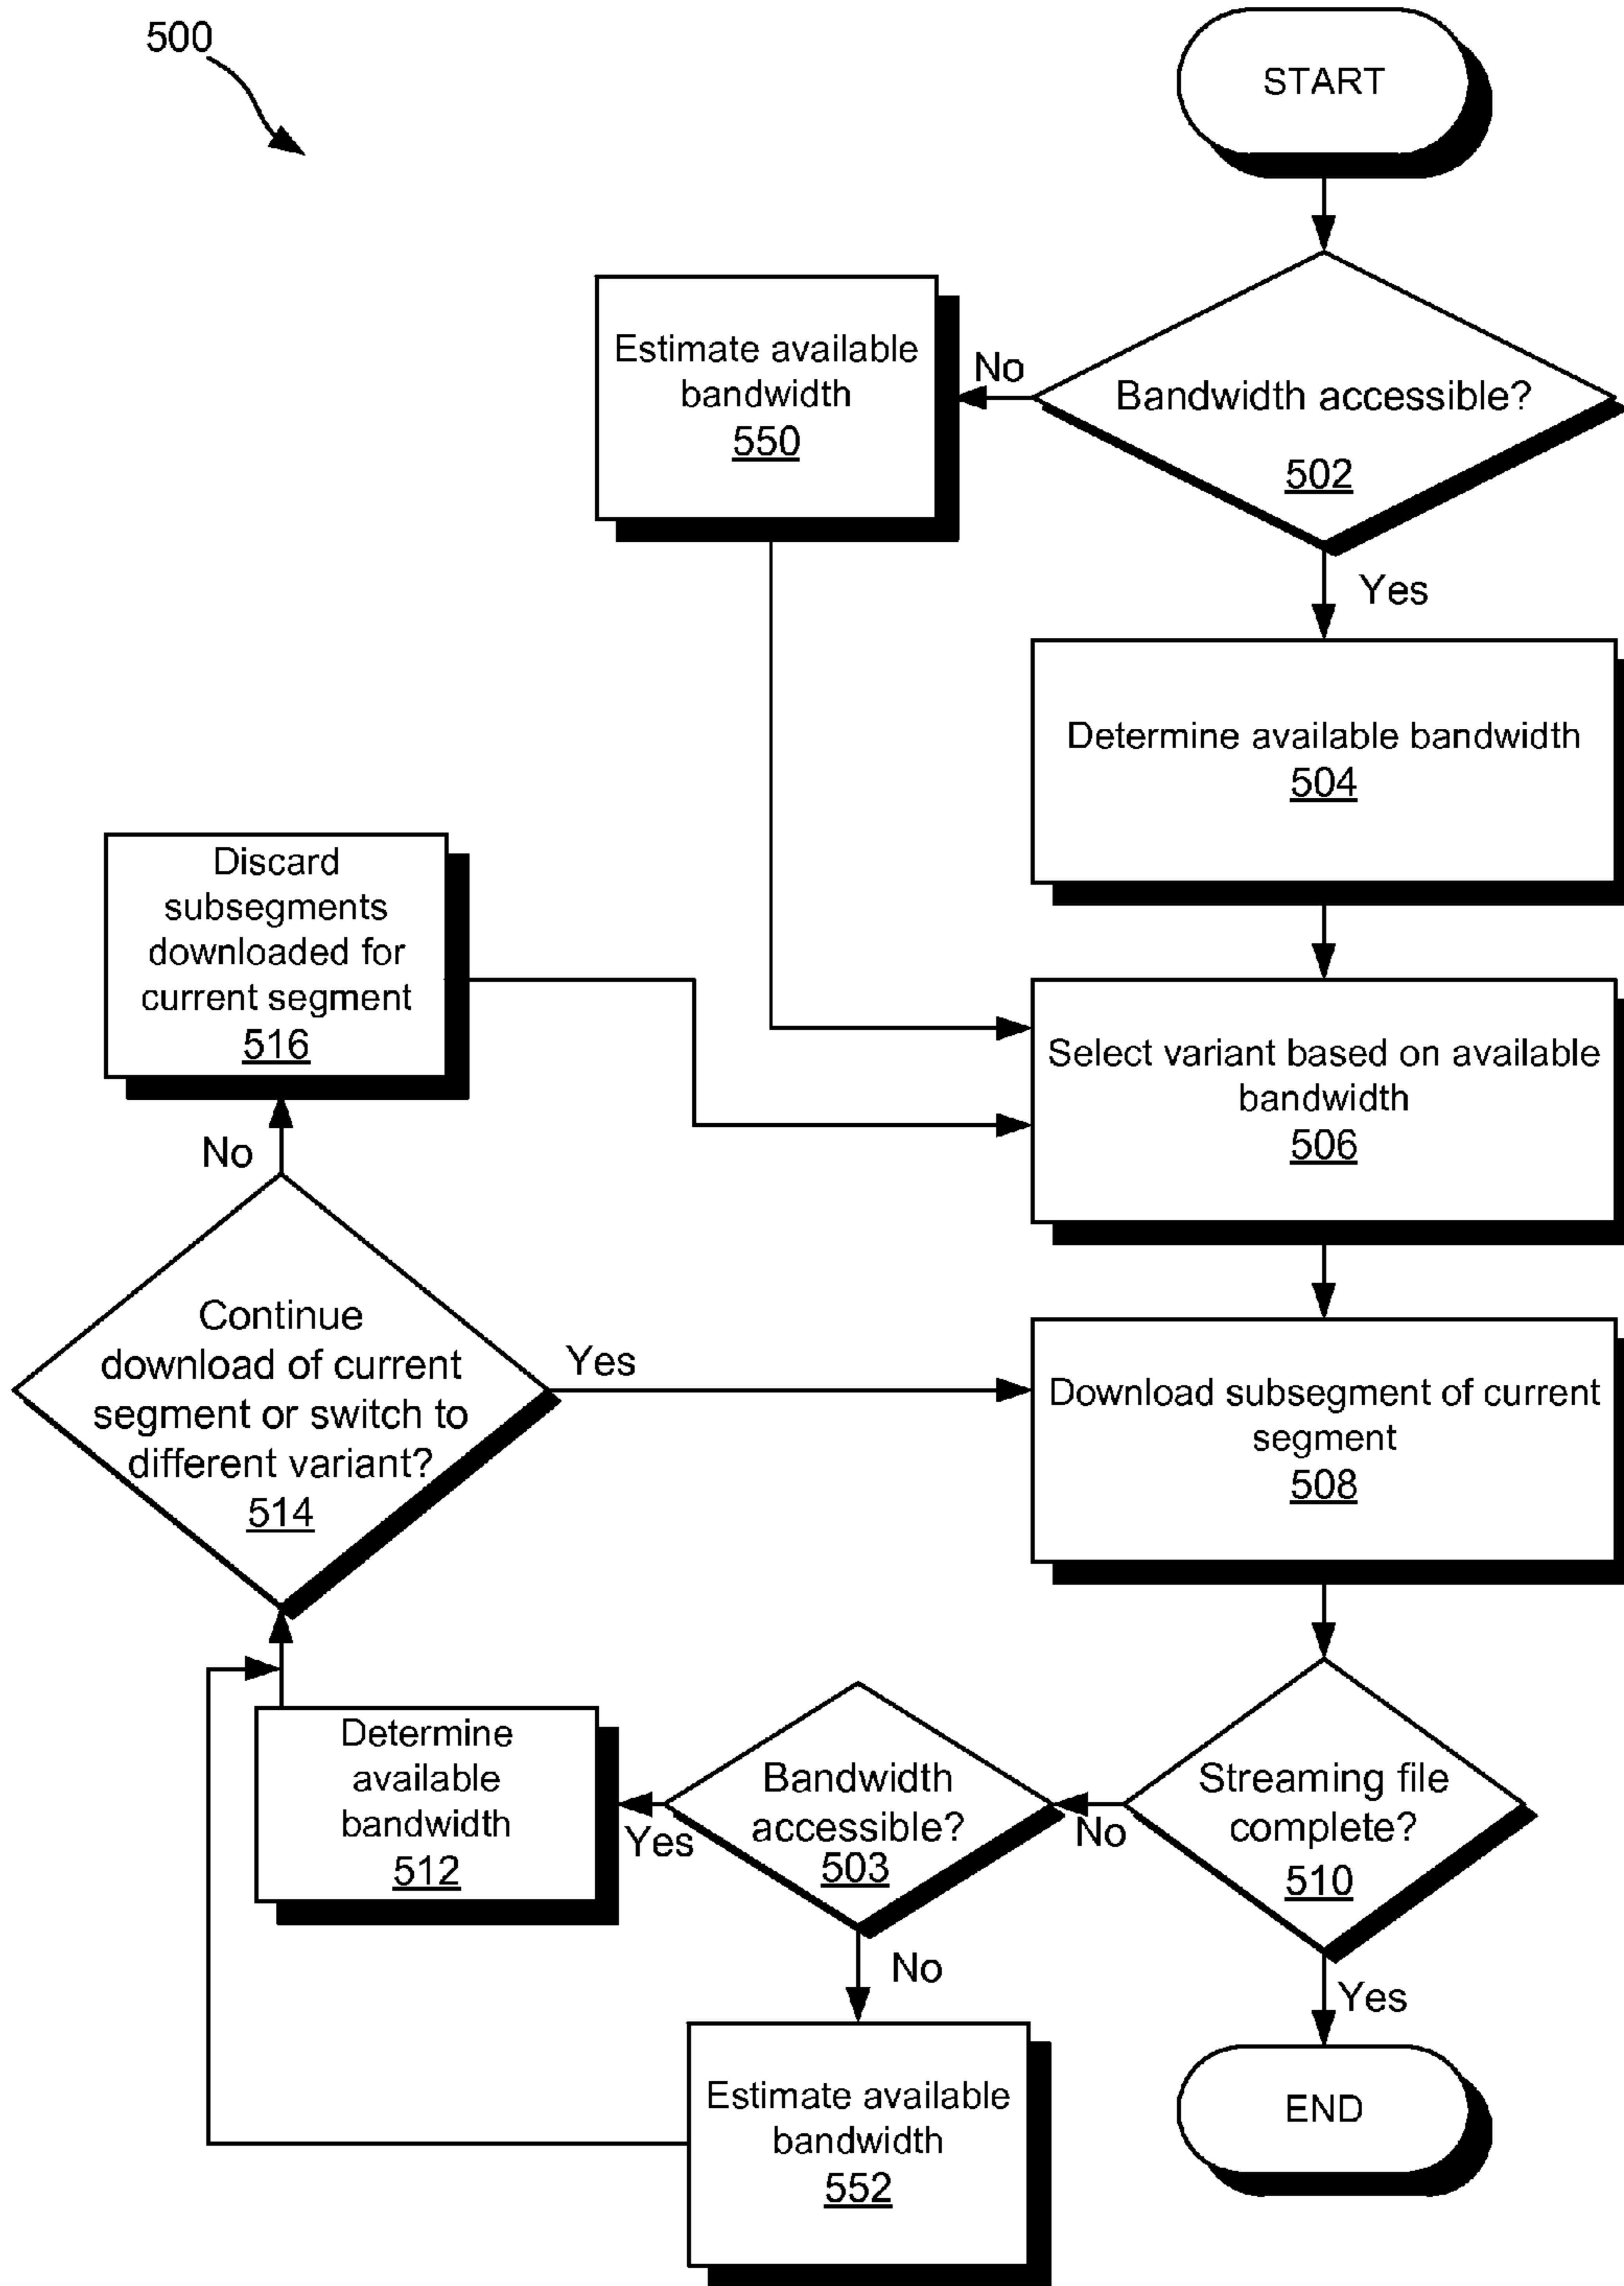 500
START
Bandwidth accessible?
502
No
Yes
Estimate available
bandwidth
550
Determine available bandwidth
504
Select variant based on available
bandwidth
506
Discard
subsegments
downloaded for
current segment
516
No
Continue
download of current
segment or switch to
different variant?
514
Yes
Download subsegment of current
segment
508
Streaming file
complete?
510
No
Yes
Bandwidth
accessible?
503
Yes
No
Determine
available
bandwidth
512
Estimate available
bandwidth
552
END